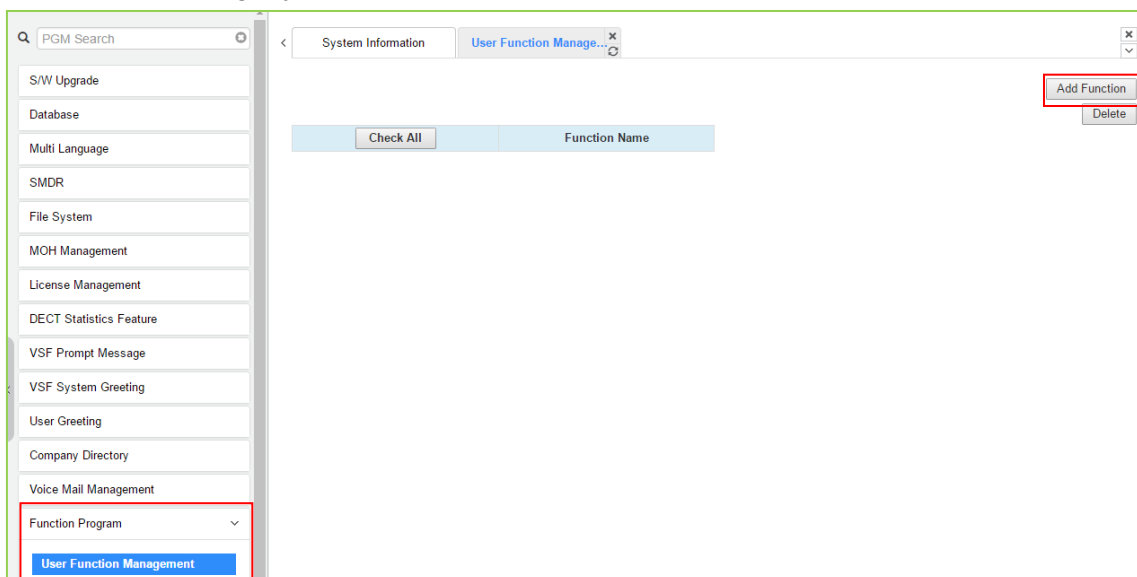 PGM Search
S/W Upgrade
Database
Multi Language
SMDR
File System
MOH Management
License Management
DECT Statistics Feature
VSF Prompt Message
VSF System Greeting
User Greeting
Company Directory
Voice Mail Management
Function Program
User Function Management
System Information
User Function Manage...
Add Function
Delete
Check All
Function Name